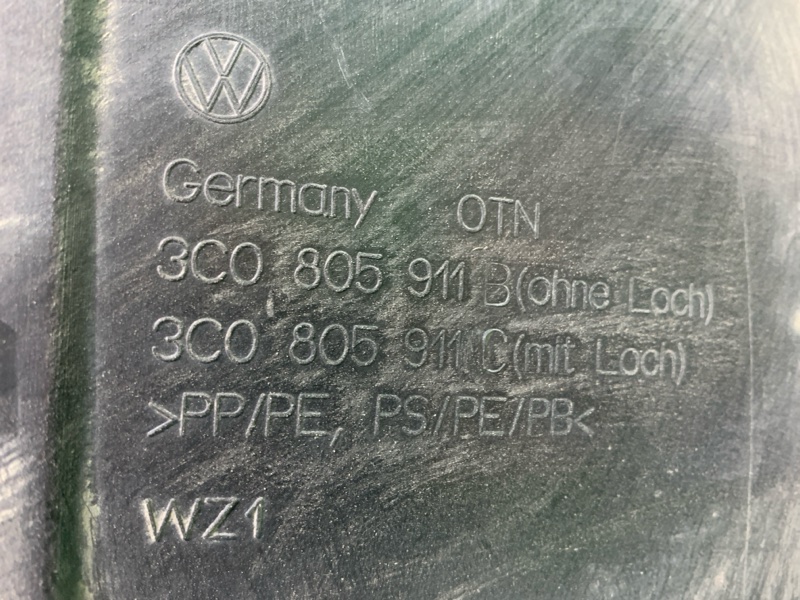 VW
Germany OTN
3C0 805 911 B (ohne Loch)
3C0 805 911 C (mit Loch)
>PP/PE, PS/PE/PB<
WZ1